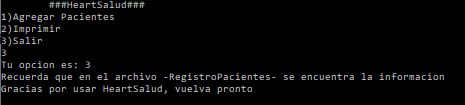 ###HeartSalud###
1)Agregar Pacientes
2)Imprimir
3)Salir
3
Tu opcion es: 3
Recuerda que en el archivo -RegistroPacientes- se encuentra la informacion
Gracias por usar HeartSalud, vuelva pronto